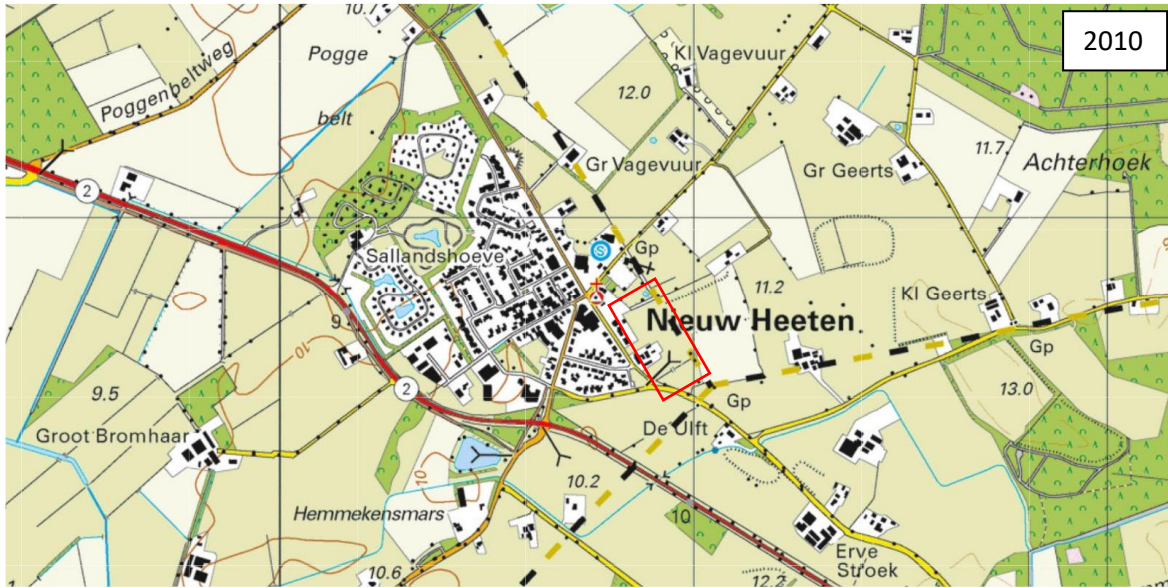 10.7
2010
Pogge
Kl Vagevuur
Poggenbeltweg
12.0
belt
Gr Vagevuur
11.7
Achterhoek
Gr Geerts
2
S
Gp
Sallandshoeve
11.2
Kl Geerts
Nieuw Heeten
10
Gp
9.5
2
13.0
Gp
Groot Bromhaar
De Ulft
10
10.2
Hemmekensmars
10
Erve
Stroek
10.6
12.2